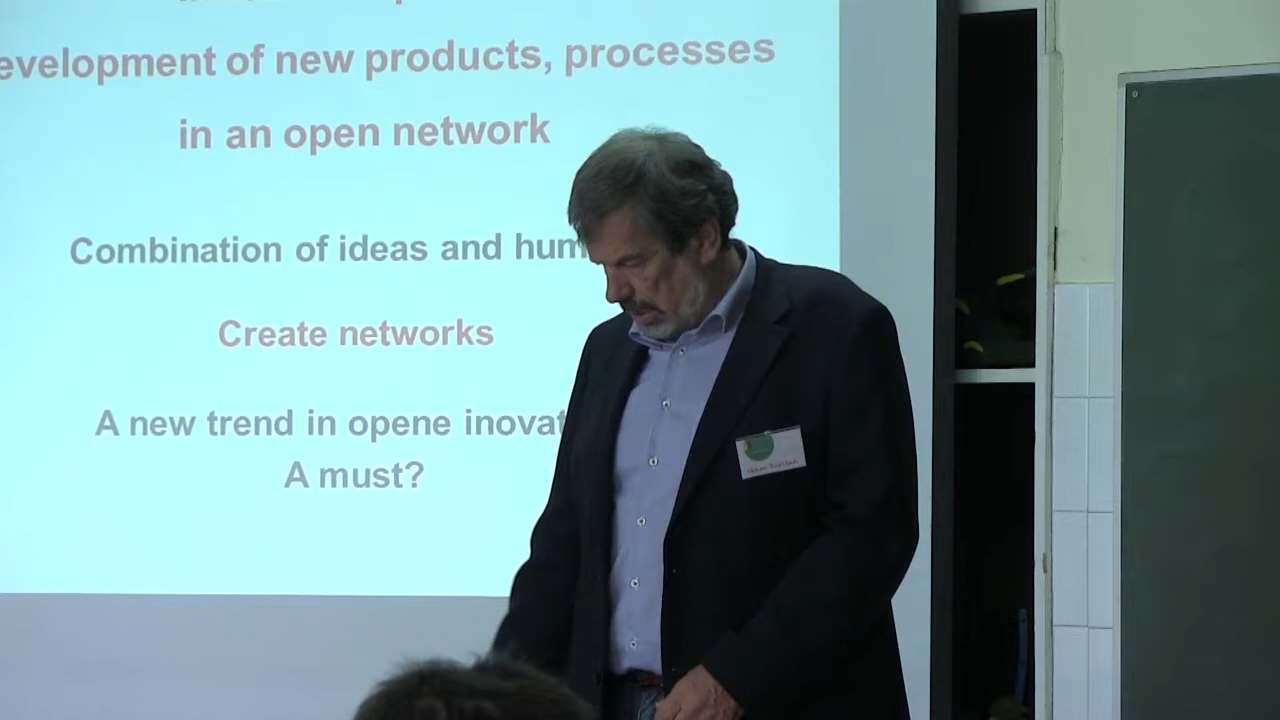 evelopment of new products, processes
in an open network
Combination of ideas and hum
Create networks
A new trend in opene inovat
A must?